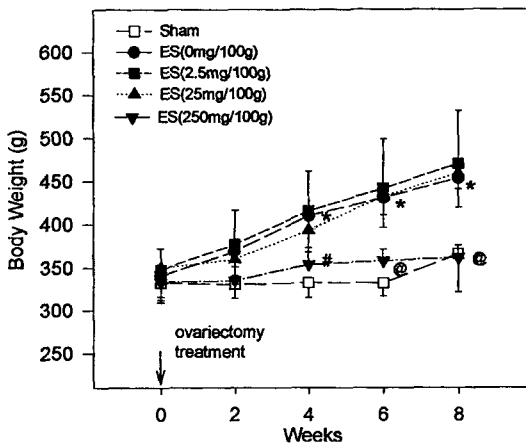 Sham
ES(0mg/100g)
ES(2.5mg/100g)
ES(25mg/100g)
ES(250mg/100g)
Body Weight (g)
600
550
500
450
400
350
300
250
*
*
*
#
@
@
ovariectomy
treatment
0
2
4
6
8
Weeks